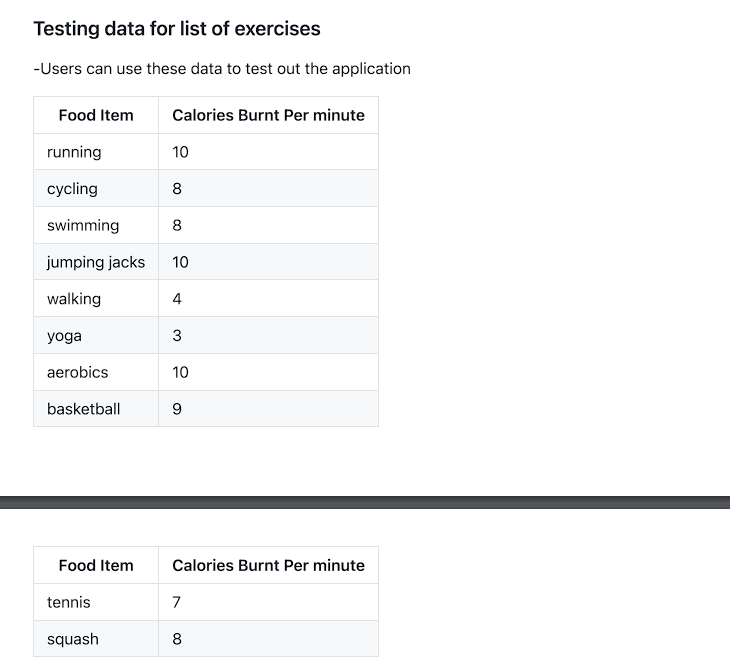 Testing data for list of exercises
-Users can use these data to test out the application
Food Item Calories Burnt Per minute
running 10
cycling 8
swimming 8
jumping jacks 10
walking 4
yoga 3
aerobics 10
basketball 9
Food Item Calories Burnt Per minute
tennis 7
squash 8